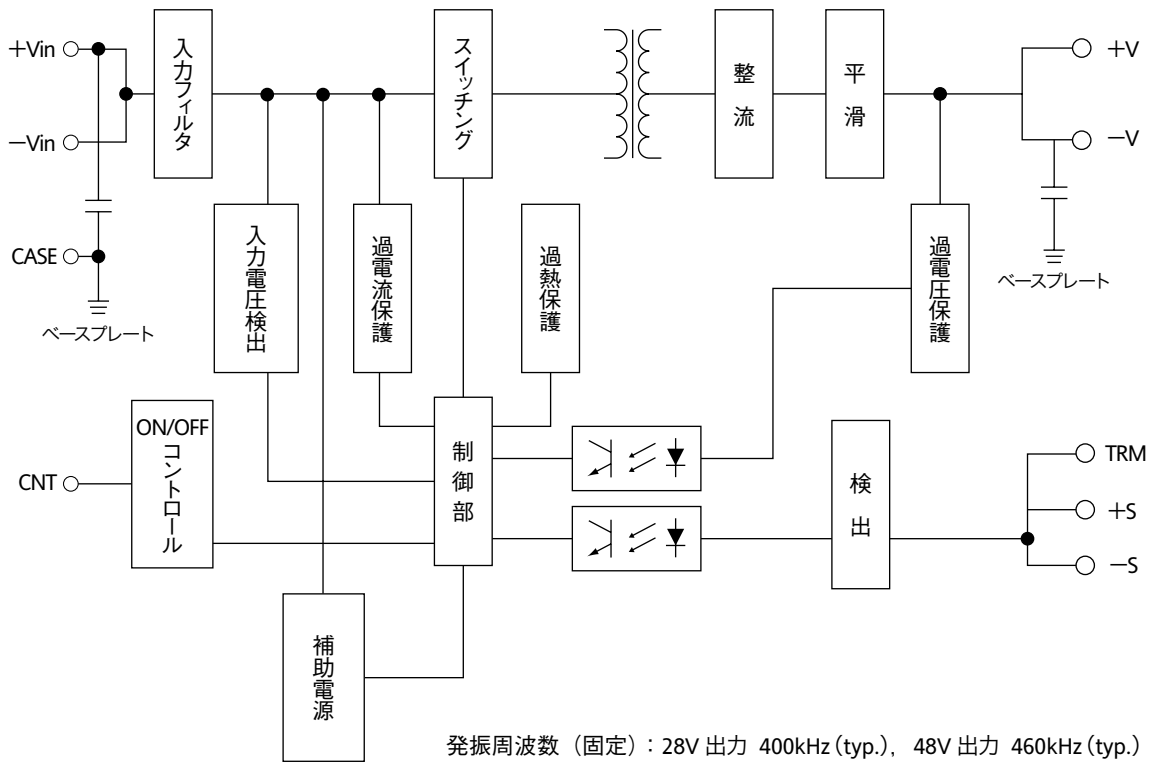 +Vin
−Vin
CASE
ベースプレート
入力フィルタ
スイッチング
整流
平滑
+V
−V
ベースプレート
入力電圧検出
過電流保護
過熱保護
過電圧保護
CNT
ON/OFF
コントロール
制御部
検出
TRM
+S
−S
補助電源
発振周波数（固定）：28V 出力 400kHz (typ.)，48V 出力 460kHz (typ.)